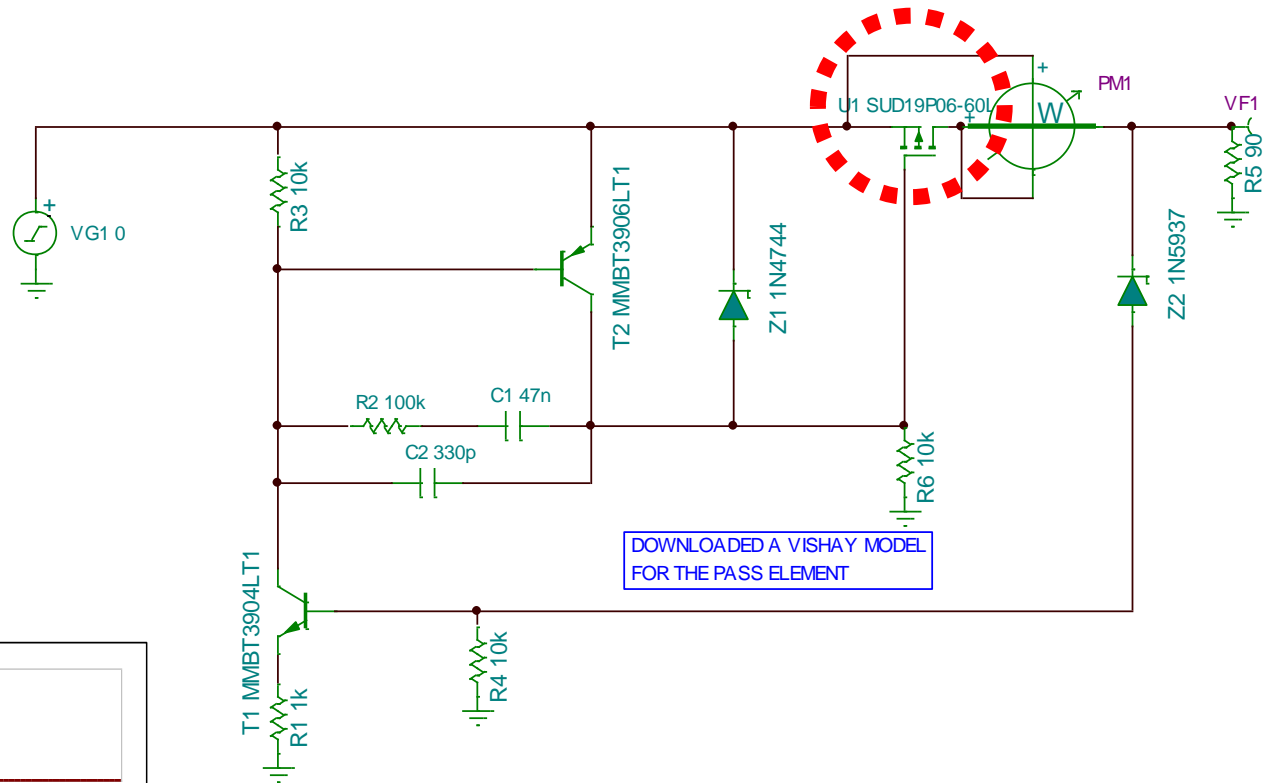 U1 SUD19P06-60L
+
W
+
PM1
VF1
R5 90
R3 10k
+
VG1 0
T2 MMBT3906LT1
Z1 1N4744
Z2 1N5937
R2 100k
C1 47n
C2 330p
R6 10k
DOWNLOADED A VISHAY MODEL
FOR THE PASS ELEMENT
T1 MMBT3904LT1
R4 10k
R1 1k